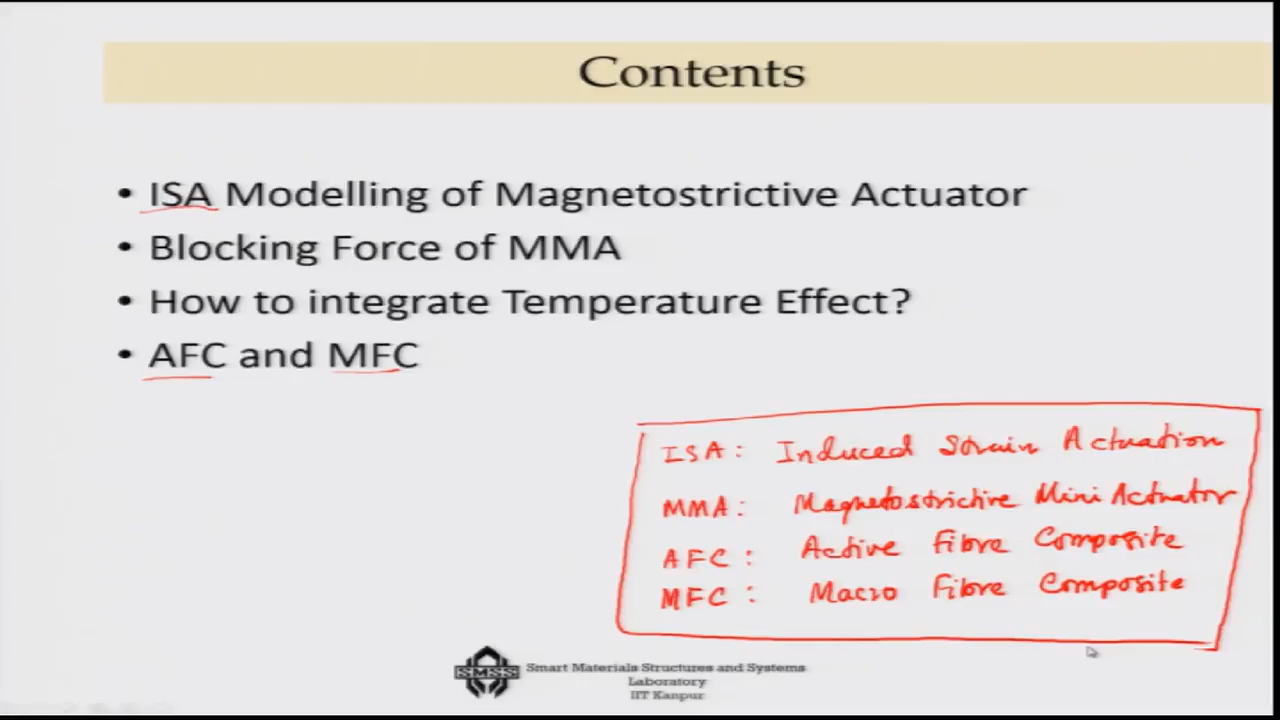 Contents
• ISA Modelling of Magnetostrictive Actuator
• Blocking Force of MMA
• How to integrate Temperature Effect?
• AFC and MFC
ISA: Induced Strain Actuation
MMA: Magnetostrictive Mini Actuator
AFC: Active Fibre Composite
MFC: Macro Fibre Composite
SMSS
Smart Materials Structures and Systems
Laboratory
IIT Kanpur